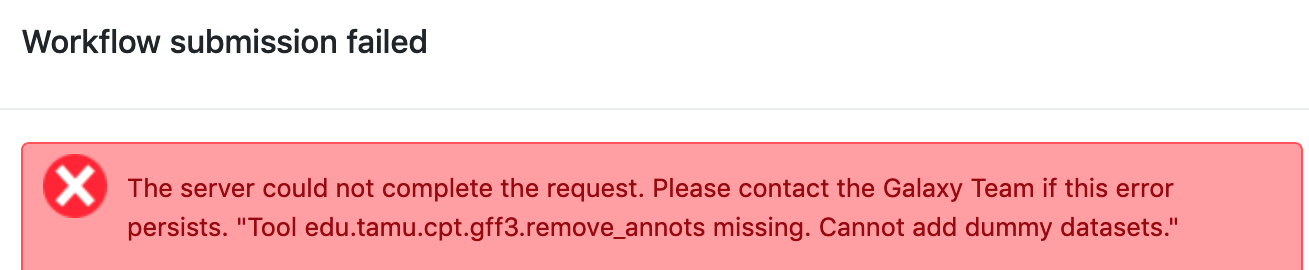 Workflow submission failed
The server could not complete the request. Please contact the Galaxy Team if this error
persists. "Tool edu.tamu.cpt.gff3.remove_annots missing. Cannot add dummy datasets."